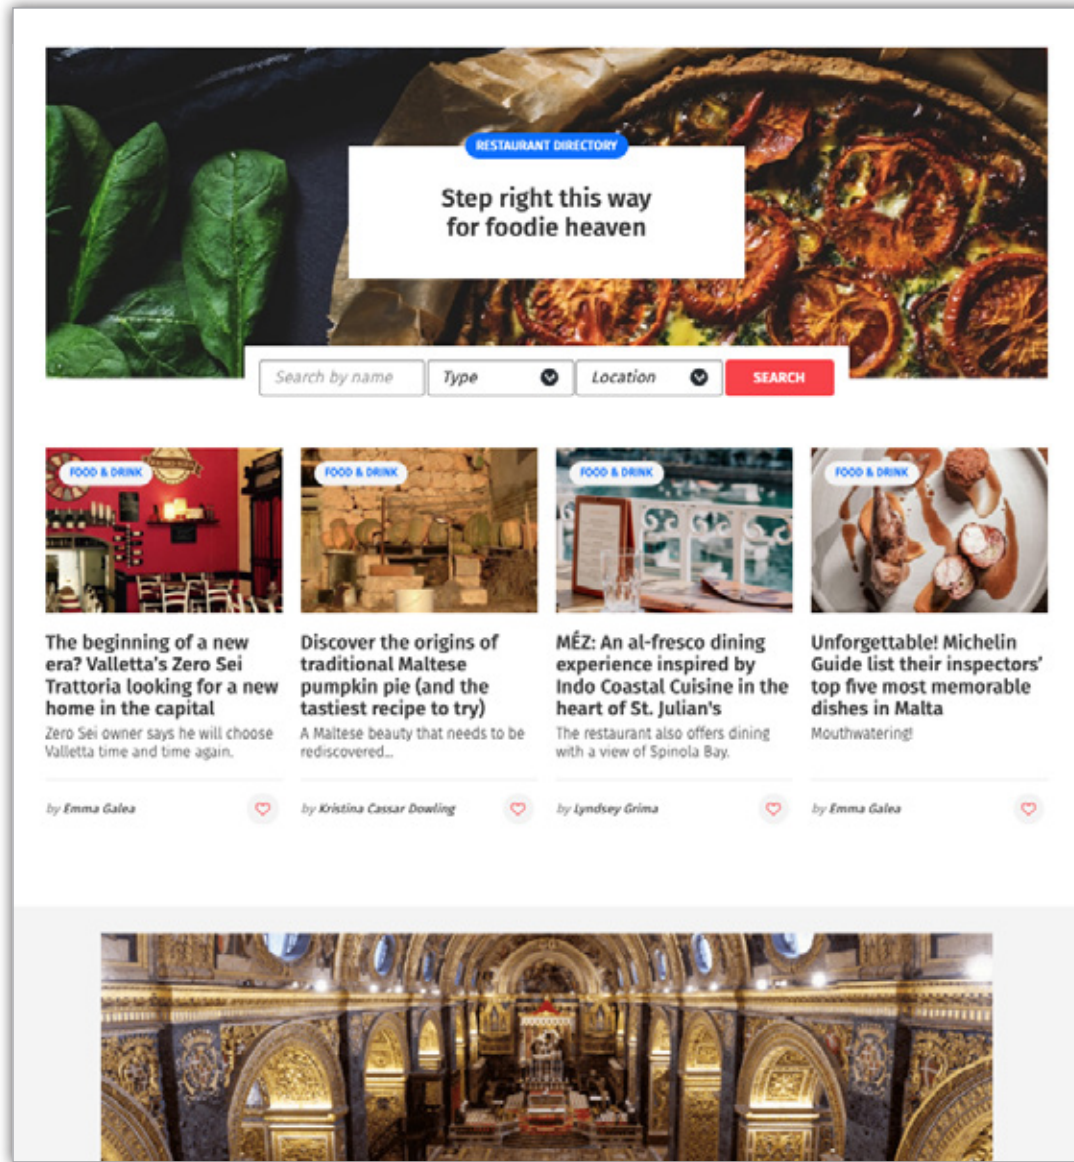 RESTAURANT DIRECTORY
Step right this way
for foodie heaven
Search by name
Type
Location
SEARCH
FOOD & DRINK
The beginning of a new
era? Valletta's Zero Sei
Trattoria looking for a new
home in the capital
Zero Sei owner says he will choose
Valletta time and time again.
by Emma Galea
FOOD & DRINK
Discover the origins of
traditional Maltese
pumpkin pie (and the
tastiest recipe to try)
A Maltese beauty that needs to be
rediscovered...
by Kristina Cassar Dowling
FOOD & DRINK
MÉZ: An al-fresco dining
experience inspired by
Indo Coastal Cuisine in the
heart of St. Julian's
The restaurant also offers dining
with a view of Spinola Bay.
by Lyndsey Grima
FOOD & DRINK
Unforgettable! Michelin
Guide list their inspectors'
top five most memorable
dishes in Malta
Mouthwatering!
by Emma Galea